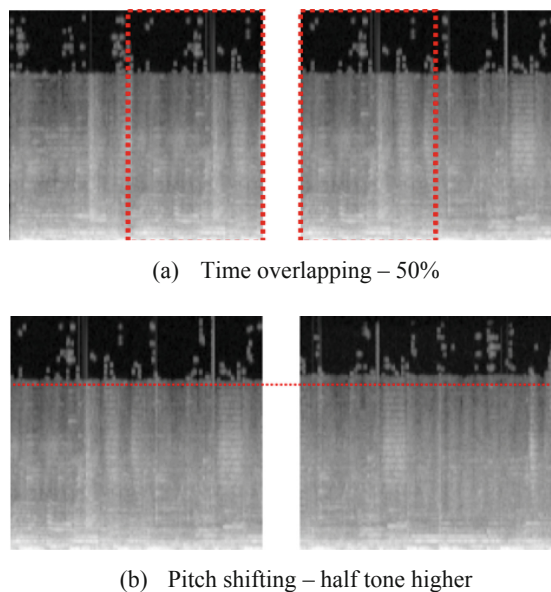 (a) Time overlapping – 50%
(b) Pitch shifting – half tone higher